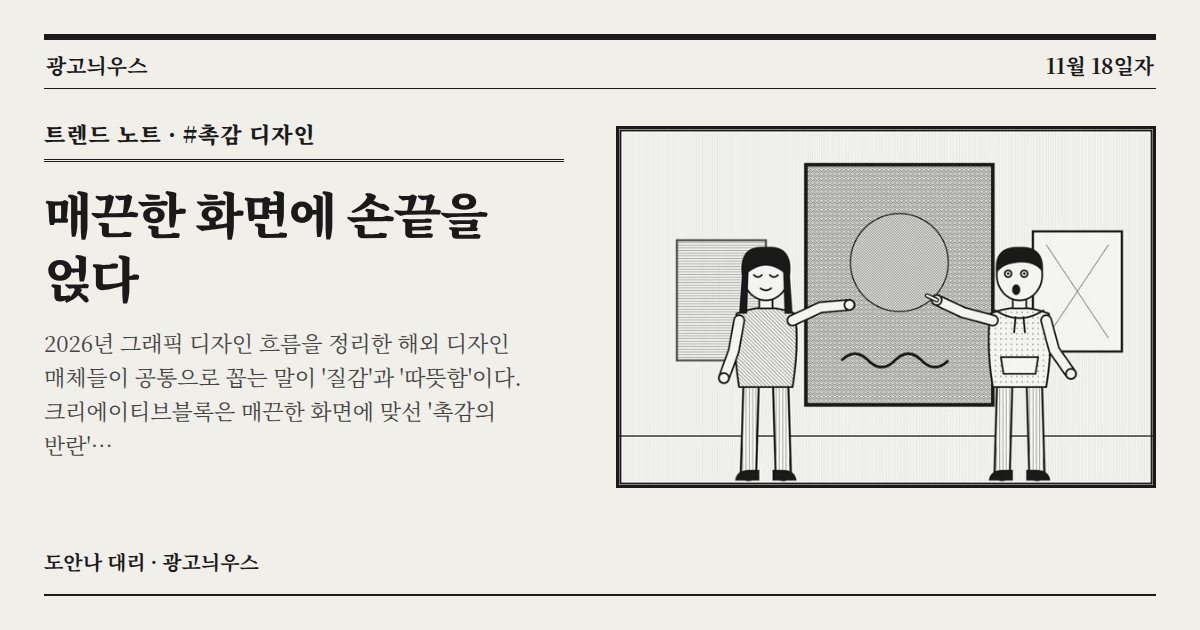 광고늬우스
11월 18일자
트렌드 노트 · #촉감 디자인
매끈한 화면에 손끝을
얹다
2026년 그래픽 디자인 흐름을 정리한 해외 디자인
매체들이 공통으로 꼽는 말이 '질감'과 '따뜻함'이다.
크리에이티브블록은 매끈한 화면에 맞선 '촉감의
반란'…
도안나 대리 · 광고늬우스